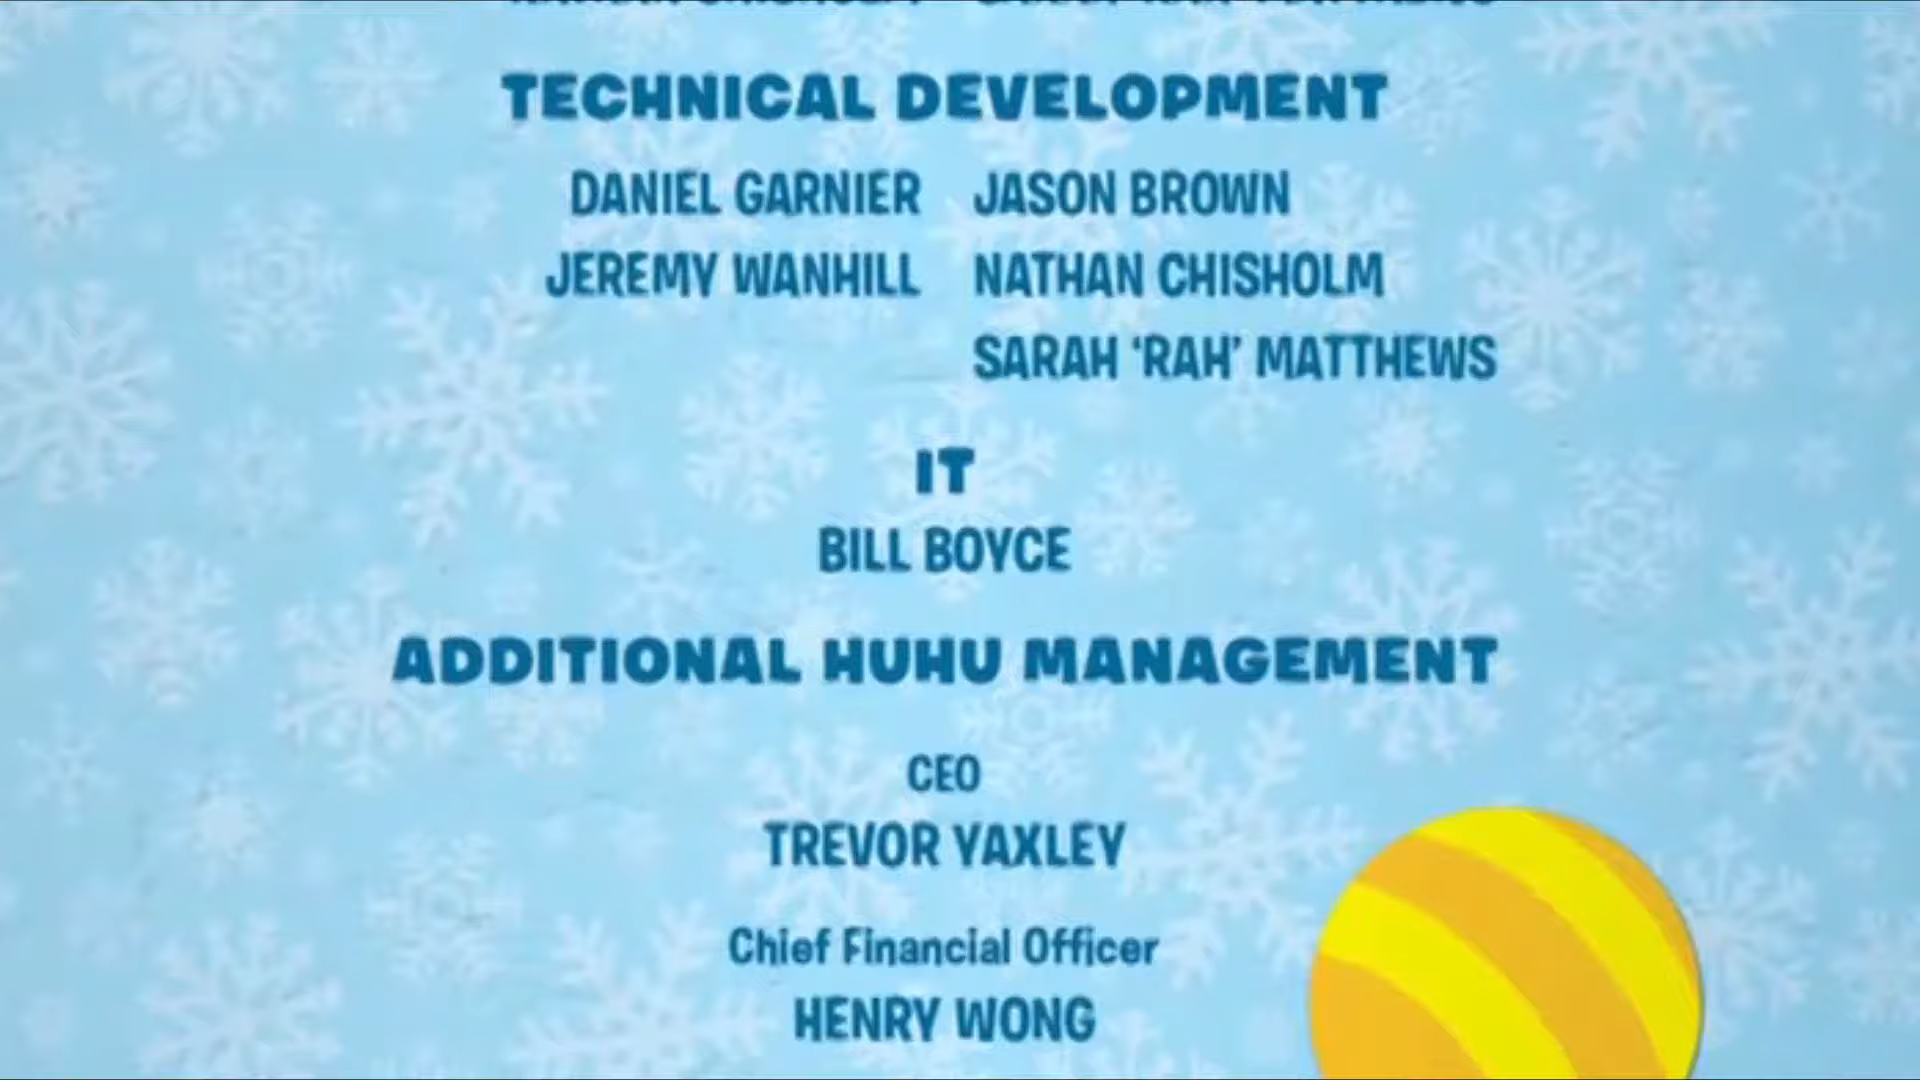 TECHNICAL DEVELOPMENT
DANIEL GARNIER JASON BROWN
JEREMY WANHILL NATHAN CHISHOLM
SARAH ‘RAH’ MATTHEWS
IT
BILL BOYCE
ADDITIONAL HUHU MANAGEMENT
CEO
TREVOR YAXLEY
Chief Financial Officer
HENRY WONG